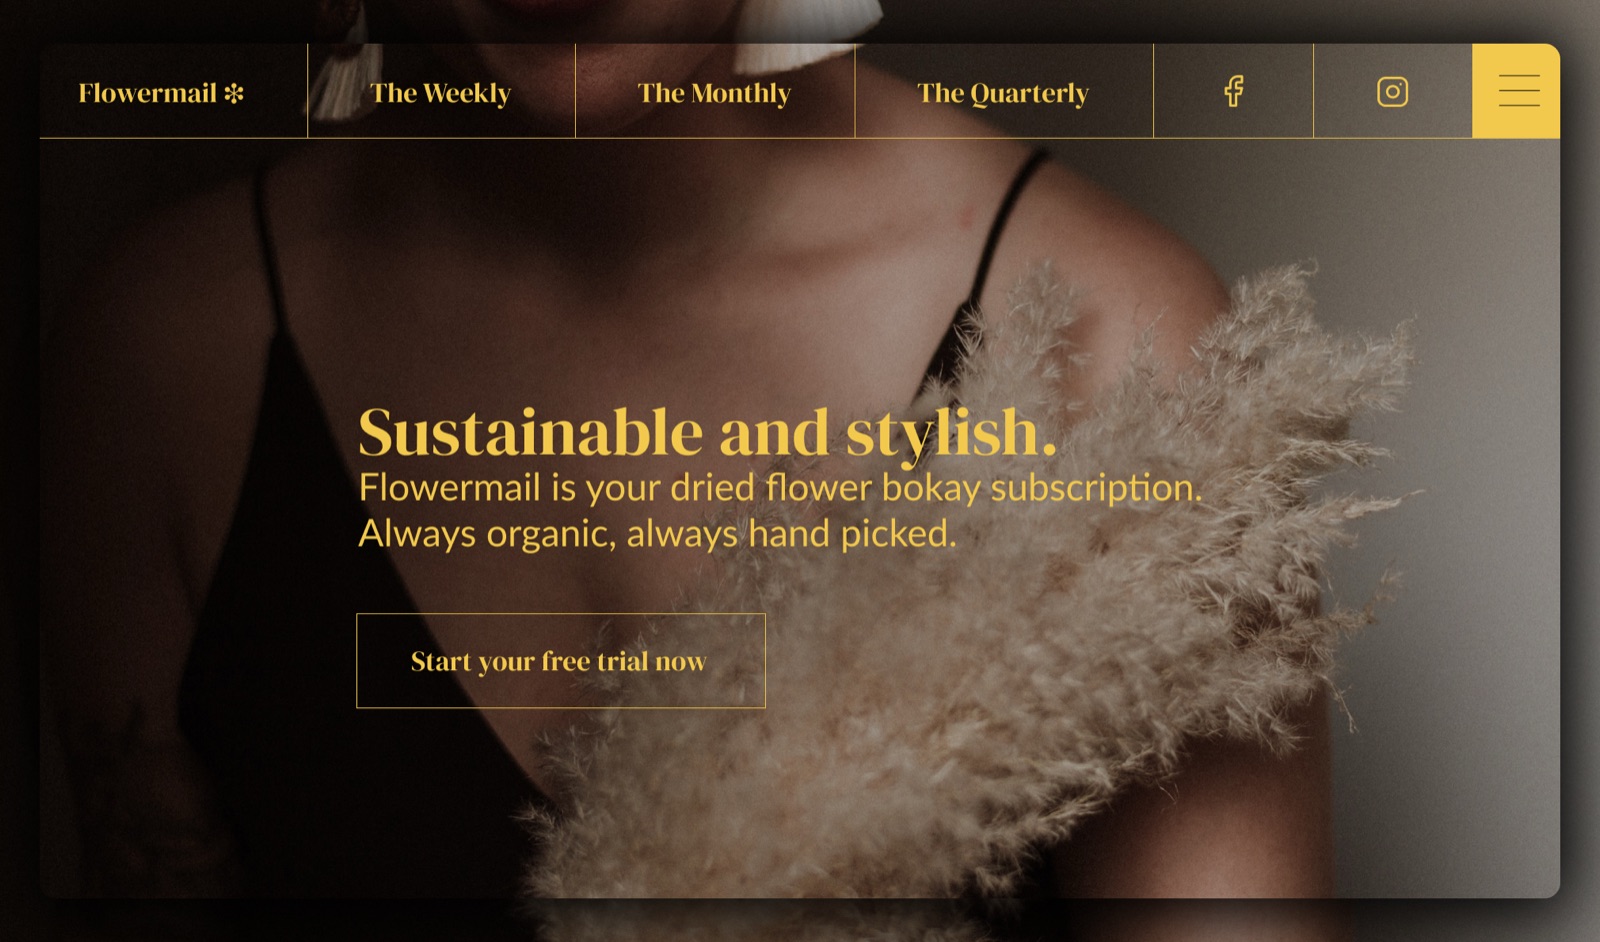 Flowermail ✻
The Weekly
The Monthly
The Quarterly
Sustainable and stylish.
Flowermail is your dried flower bokay subscription.
Always organic, always hand picked.
Start your free trial now